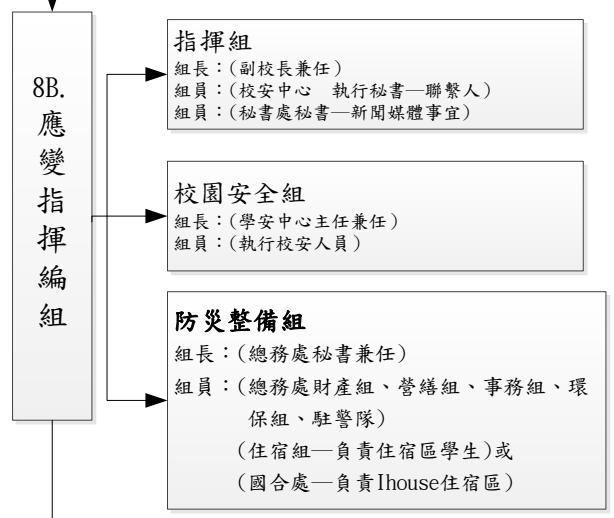 8B.
應
變
指
揮
編
組
指揮組
組長：(副校長兼任)
組員：(校安中心　執行秘書—聯繫人)
組員：(秘書處秘書—新聞媒體事宜)
校園安全組
組長：(學安中心主任兼任)
組員：(執行校安人員)
防災整備組
組長：(總務處秘書兼任)
組員：(總務處財產組、營繕組、事務組、環
保組、駐警隊)
(住宿組—負責住宿區學生)或
(國合處—負責Ihouse住宿區)